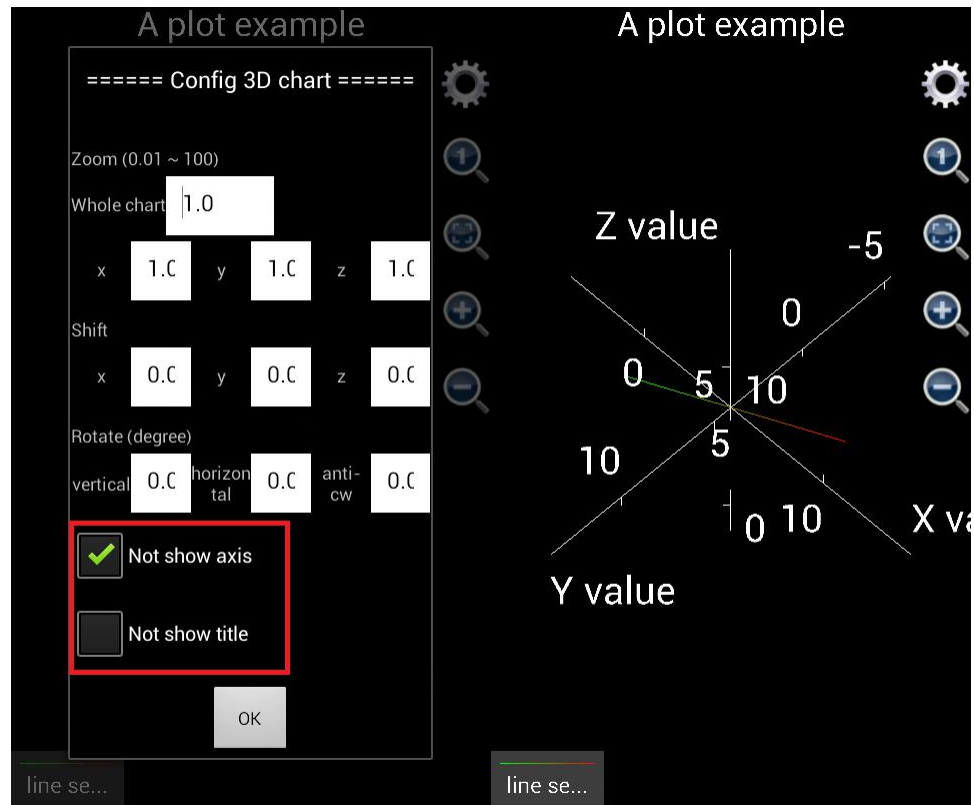 A plot example
====== Config 3D chart ======
Zoom (0.01 ~ 100)
Whole chart 1.0
x 1.0 y 1.0 z 1.0
Shift
x 0.0 y 0.0 z 0.0
Rotate (degree)
vertical 0.0 horizontal 0.0 anti-cw 0.0
Not show axis
Not show title
OK
line se...
A plot example
1
Z value
-5
0
0
5
10
5
10
0
10
X va
Y value
line se...